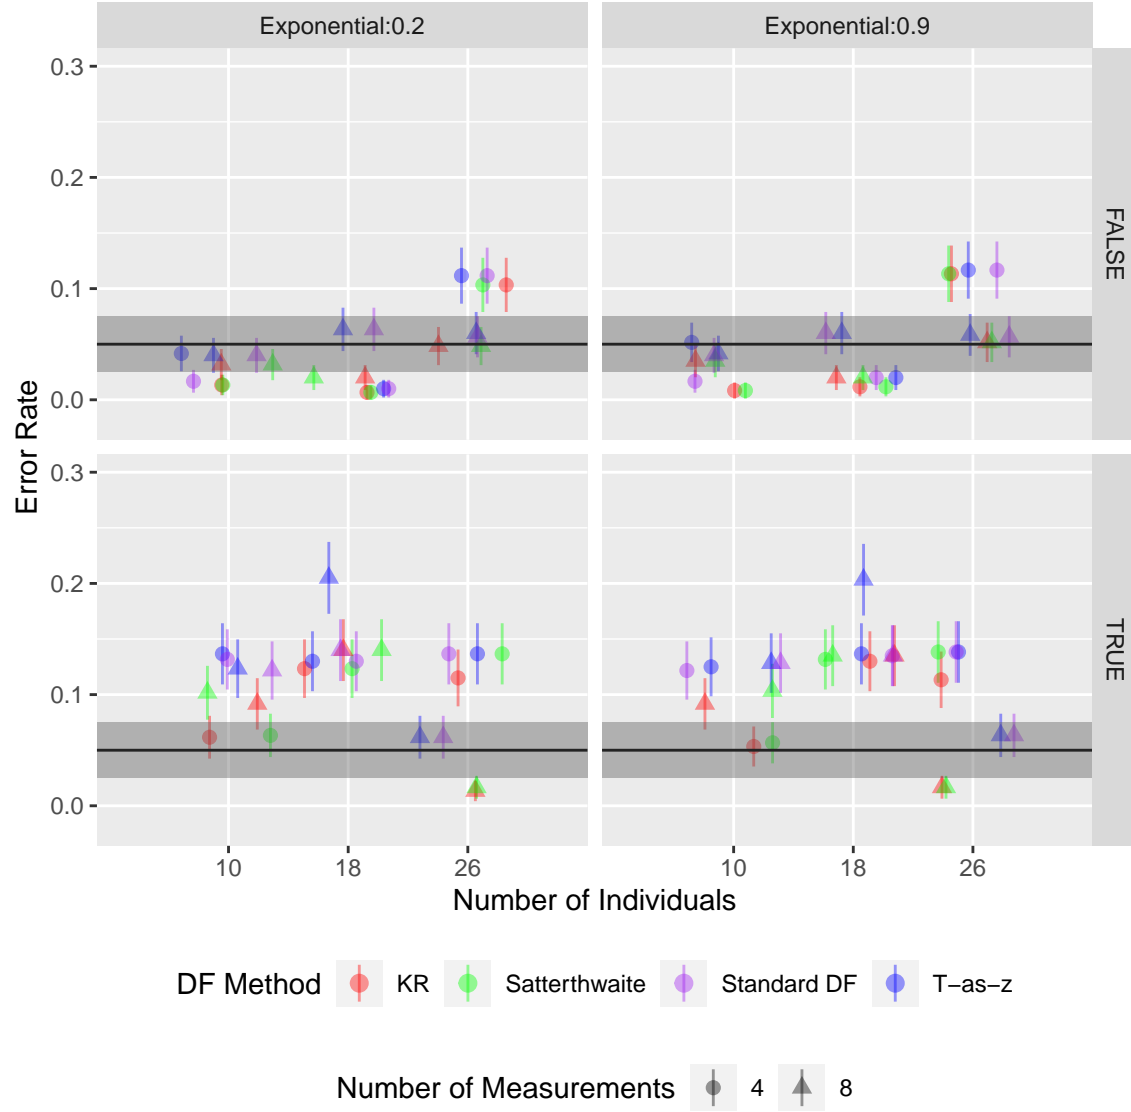 Exponential:0.2
Exponential:0.9
0.3
0.2
0.1
0.0
FALSE
Error Rate
0.3
0.2
0.1
0.0
TRUE
10 18 26 10 18 26
Number of Individuals
DF Method KR Satterthwaite Standard DF T−as−z
Number of Measurements 4 8